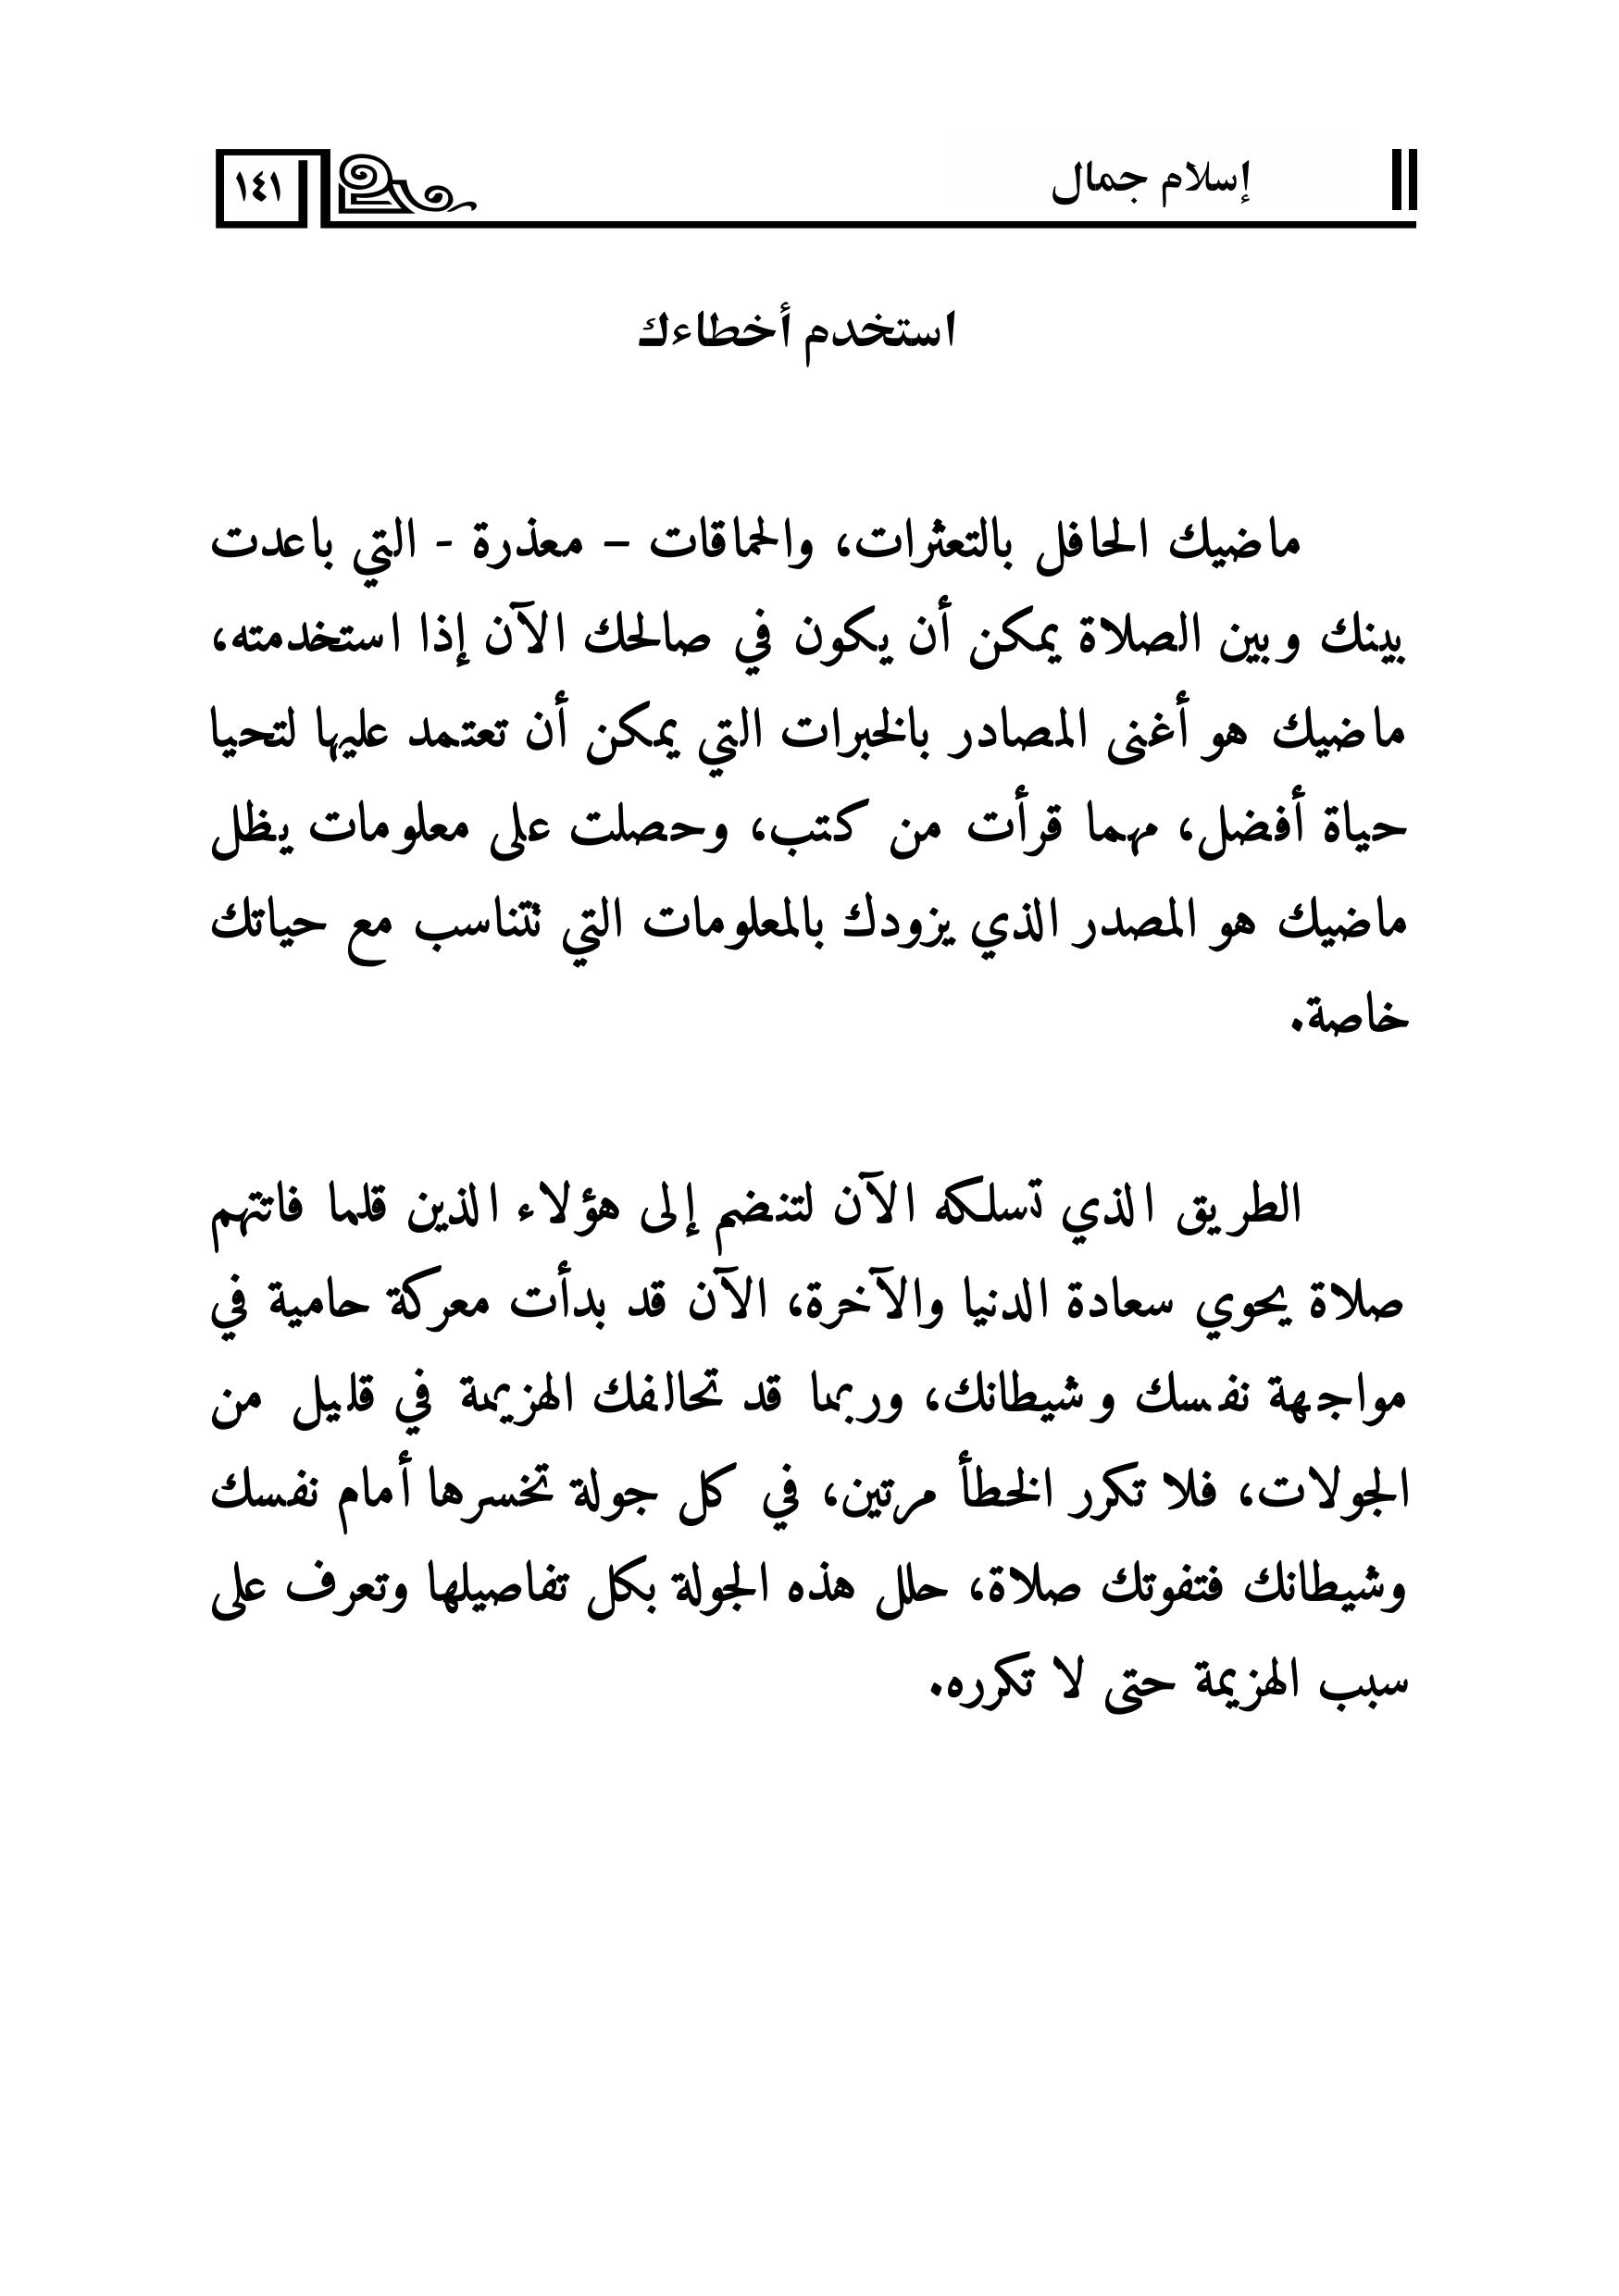 إسلام جمال
١٤١
استخدم أخطاءك
ماضيك الحافل بالتعثرات، والحماقات – معذرة - التي باعدت
بينك وبين الصلاة يمكن أن يكون في صالحك الآن إذا استخدمته،
ماضيك هو أغنى المصادر بالخبرات التي يمكن أن تعتمد عليها لتحيا
حياة أفضل، مهما قرأت من كتب، وحصلت على معلومات يظل
ماضيك هو المصدر الذي يزودك بالمعلومات التي تتناسب مع حياتك
خاصة.
الطريق الذي تسلكه الآن لتنضم إلى هؤلاء الذين قلما فاتتهم
صلاة يحوي سعادة الدنيا والآخرة، الآن قد بدأت معركة حامية في
مواجهة نفسك وشيطانك، وربما قد تحالفك الهزيمة في قليل من
الجولات، فلا تكرر الخطأ مرتين، في كل جولة تخسرها أمام نفسك
وشيطانك فتفوتك صلاة، حلل هذه الجولة بكل تفاصيلها وتعرف على
سبب الهزيمة حتى لا تكرره.